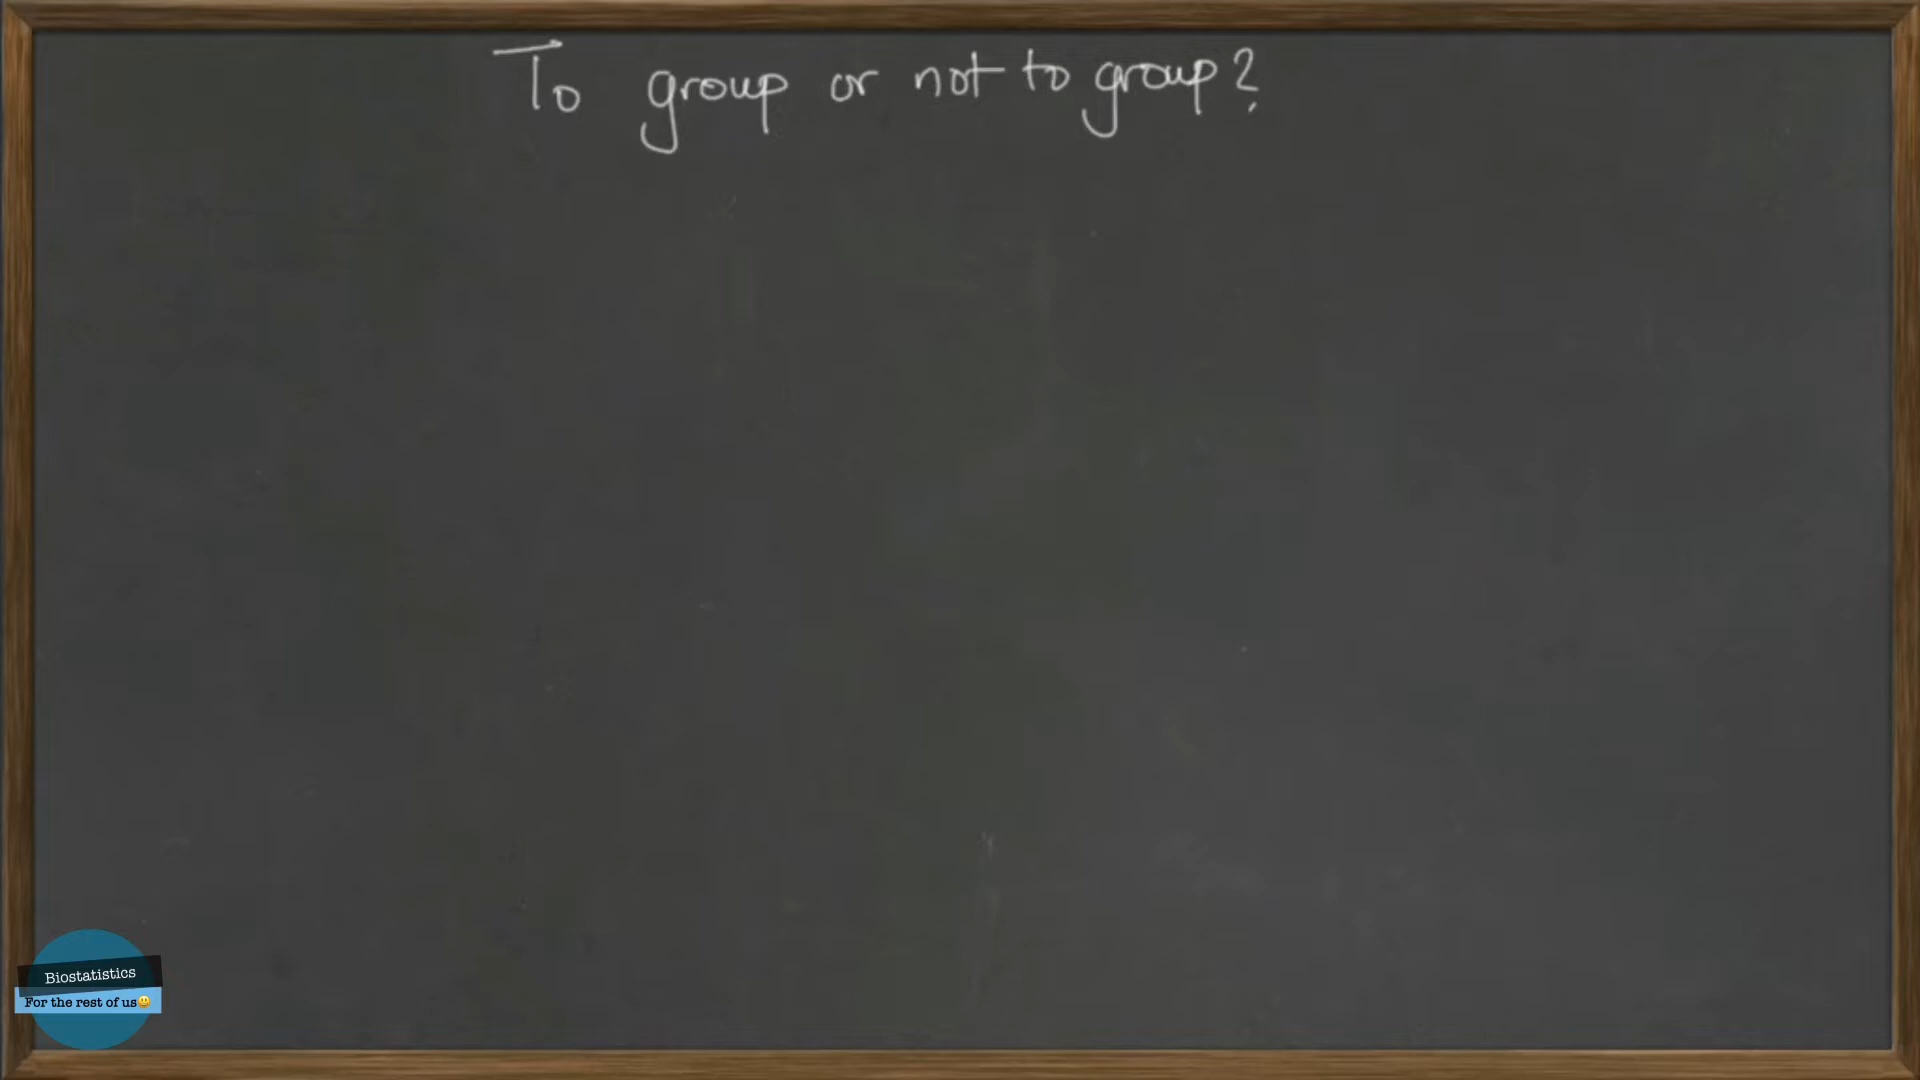 To group or not to group?
Biostatistics
For the rest of us😃